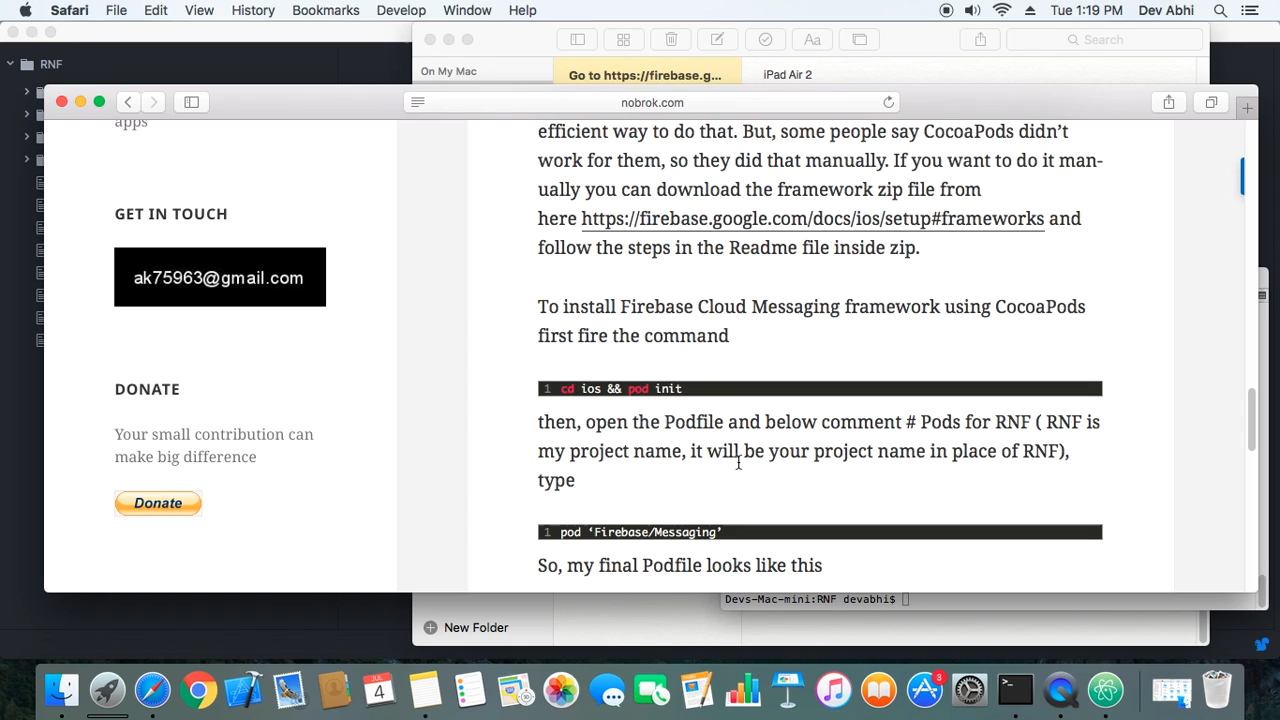 Safari File Edit View History Bookmarks Develop Window Help Tue 1:19 PM Dev Abhi
RNF
Aa
Search
On My Mac
Go to https://firebase.g...
iPad Air 2
nobrok.com
apps
GET IN TOUCH
ak75963@gmail.com
DONATE
Your small contribution can
make big difference
Donate
efficient way to do that. But, some people say CocoaPods didn’t
work for them, so they did that manually. If you want to do it man-
ually you can download the framework zip file from
here https://firebase.google.com/docs/ios/setup#frameworks and
follow the steps in the Readme file inside zip.
To install Firebase Cloud Messaging framework using CocoaPods
first fire the command
1 cd ios && pod init
then, open the Podfile and below comment # Pods for RNF ( RNF is
my project name, it will be your project name in place of RNF),
type
1 pod ‘Firebase/Messaging’
So, my final Podfile looks like this
Devs-Mac-mini:RNF devabhi$
New Folder
JUL
4
3